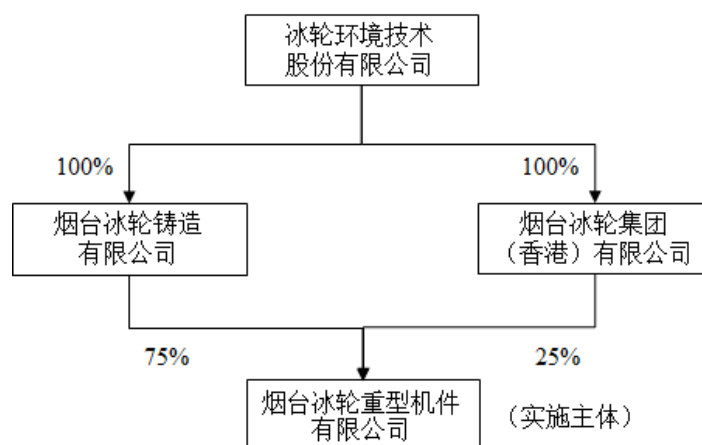 冰轮环境技术
股份有限公司
100%
100%
烟台冰轮铸造
有限公司
烟台冰轮集团
（香港）有限公司
75%
25%
烟台冰轮重型机件
有限公司
（实施主体）